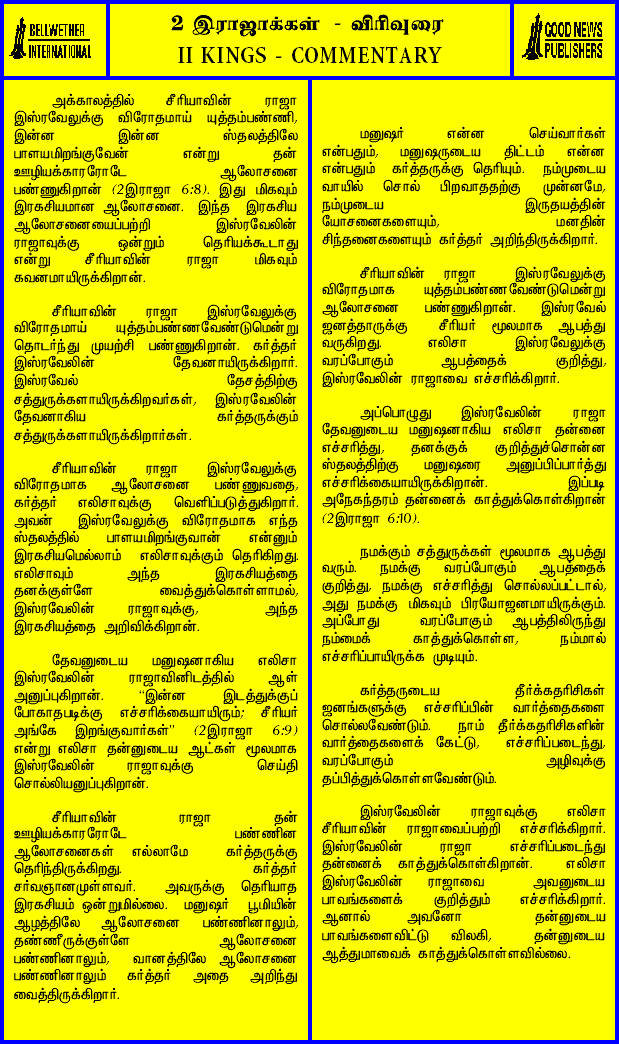 BELLWETHER
INTERNATIONAL
2 இராஜாக்கள் - விரிவுரை
II KINGS - COMMENTARY
GOOD NEWS
PUBLISHERS
அக்காலத்தில் சீரியாவின் ராஜா
இஸ்ரவேலுக்கு விரோதமாய் யுத்தம்பண்ணி,
இன்ன இன்ன ஸ்தலத்திலே
பாளயமிறங்குவேன் என்று தன்
ஊழியக்காரரோடே ஆலோசனை
பண்ணுகிறான் (2இராஜா 6:8). இது மிகவும்
இரகசியமான ஆலோசனை. இந்த இரகசிய
ஆலோசனையைப்பற்றி இஸ்ரவேலின்
ராஜாவுக்கு ஒன்றும் தெரியக்கூடாது
என்று சீரியாவின் ராஜா மிகவும்
கவனமாயிருக்கிறான்.
சீரியாவின் ராஜா இஸ்ரவேலுக்கு
விரோதமாய் யுத்தம்பண்ணவேண்டுமென்று
தொடர்ந்து முயற்சி பண்ணுகிறான். கர்த்தர்
இஸ்ரவேலின் தேவனாயிருக்கிறார்.
இஸ்ரவேல் தேசத்திற்கு
சத்துருக்களாயிருக்கிறவர்கள், இஸ்ரவேலின்
தேவனாகிய கர்த்தருக்கும்
சத்துருக்களாயிருக்கிறார்கள்.
சீரியாவின் ராஜா இஸ்ரவேலுக்கு
விரோதமாக ஆலோசனை பண்ணுவதை,
கர்த்தர் எலிசாவுக்கு வெளிப்படுத்துகிறார்.
அவன் இஸ்ரவேலுக்கு விரோதமாக எந்த
ஸ்தலத்தில் பாளயமிறங்குவான் என்னும்
இரகசியமெல்லாம் எலிசாவுக்கும் தெரிகிறது.
எலிசாவும் அந்த இரகசியத்தை
தனக்குள்ளே வைத்துக்கொள்ளாமல்,
இஸ்ரவேலின் ராஜாவுக்கு, அந்த
இரகசியத்தை அறிவிக்கிறான்.
தேவனுடைய மனுஷனாகிய எலிசா
இஸ்ரவேலின் ராஜாவினிடத்தில் ஆள்
அனுப்புகிறான். "இன்ன இடத்துக்குப்
போகாதபடிக்கு எச்சரிக்கையாயிரும்; சீரியர்
அங்கே இறங்குவார்கள்" (2இராஜா 6:9)
என்று எலிசா தன்னுடைய ஆட்கள் மூலமாக
இஸ்ரவேலின் ராஜாவுக்கு செய்தி
சொல்லியனுப்புகிறான்.
சீரியாவின் ராஜா தன்
ஊழியக்காரரோடே பண்ணின
ஆலோசனைகள் எல்லாமே கர்த்தருக்கு
தெரிந்திருக்கிறது. கர்த்தர்
சர்வஞானமுள்ளவர். அவருக்கு தெரியாத
இரகசியம் ஒன்றுமில்லை. மனுஷர் பூமியின்
ஆழத்திலே ஆலோசனை பண்ணினாலும்,
தண்ணீருக்குள்ளே ஆலோசனை
பண்ணினாலும், வானத்திலே ஆலோசனை
பண்ணினாலும் கர்த்தர் அதை அறிந்து
வைத்திருக்கிறார்.
மனுஷர் என்ன செய்வார்கள்
என்பதும், மனுஷருடைய திட்டம் என்ன
என்பதும் கர்த்தருக்கு தெரியும். நம்முடைய
வாயில் சொல் பிறவாததற்கு முன்னமே,
நம்முடைய இருதயத்தின்
யோசனைகளையும், மனதின்
சிந்தனைகளையும் கர்த்தர் அறிந்திருக்கிறார்.
சீரியாவின் ராஜா இஸ்ரவேலுக்கு
விரோதமாக யுத்தம்பண்ணவேண்டுமென்று
ஆலோசனை பண்ணுகிறான். இஸ்ரவேல்
ஜனத்தாருக்கு சீரியர் மூலமாக ஆபத்து
வருகிறது. எலிசா இஸ்ரவேலுக்கு
வரப்போகும் ஆபத்தைக் குறித்து,
இஸ்ரவேலின் ராஜாவை எச்சரிக்கிறார்.
அப்பொழுது இஸ்ரவேலின் ராஜா
தேவனுடைய மனுஷனாகிய எலிசா தன்னை
எச்சரித்து, தனக்குக் குறித்துச்சொன்ன
ஸ்தலத்திற்கு மனுஷரை அனுப்பிப்பார்த்து
எச்சரிக்கையாயிருக்கிறான். இப்படி
அநேகந்தரம் தன்னைக் காத்துக்கொள்கிறான்
(2இராஜா 6:10).
நமக்கும் சத்துருக்கள் மூலமாக ஆபத்து
வரும். நமக்கு வரப்போகும் ஆபத்தைக்
குறித்து, நமக்கு எச்சரித்து சொல்லப்பட்டால்,
அது நமக்கு மிகவும் பிரயோஜனமாயிருக்கும்.
அப்போது வரப்போகும் ஆபத்திலிருந்து
நம்மைக் காத்துக்கொள்ள, நம்மால்
எச்சரிப்பாயிருக்க முடியும்.
கர்த்தருடைய தீர்க்கதரிசிகள்
ஜனங்களுக்கு எச்சரிப்பின் வார்த்தைகளை
சொல்லவேண்டும். நாம் தீர்க்கதரிசிகளின்
வார்த்தைகளைக் கேட்டு, எச்சரிப்படைந்து,
வரப்போகும் அழிவுக்கு
தப்பித்துக்கொள்ளவேண்டும்.
இஸ்ரவேலின் ராஜாவுக்கு எலிசா
சீரியாவின் ராஜாவைப்பற்றி எச்சரிக்கிறார்.
இஸ்ரவேலின் ராஜா எச்சரிப்படைந்து
தன்னைக் காத்துக்கொள்கிறான். எலிசா
இஸ்ரவேலின் ராஜாவை அவனுடைய
பாவங்களைக் குறித்தும் எச்சரிக்கிறார்.
ஆனால் அவனோ தன்னுடைய
பாவங்களைவிட்டு விலகி, தன்னுடைய
ஆத்துமாவைக் காத்துக்கொள்ளவில்லை.